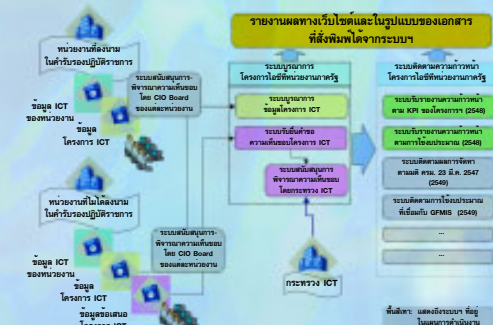 รายงานผลทางเว็บไซต์และในรูปแบบของเอกสาร
ที่สั่งพิมพ์ได้จากระบบฯ
หน่วยงานที่ลงนาม
ในคำรับรองปฏิบัติราชการ
ข้อมูล ICT
ของหน่วยงาน
ข้อมูล
โครงการ ICT
ระบบสนับสนุนการ-
พิจารณาความเห็นชอบ
โดย CIO Board
ของแต่ละหน่วยงาน
หน่วยงานที่ไม่ได้ลงนาม
ในคำรับรองปฏิบัติราชการ
ข้อมูล ICT
ของหน่วยงาน
ข้อมูล
โครงการ ICT
ข้อมูลข้อเสนอ
โครงการ ICT
ระบบสนับสนุนการ-
พิจารณาความเห็นชอบ
โดย CIO Board
ของแต่ละหน่วยงาน
ระบบบูรณาการ
โครงการไอซีทีหน่วยงานภาครัฐ
ระบบบูรณาการ
ข้อมูลโครงการ ICT
ระบบรับยื่นคำขอ
ความเห็นชอบโครงการ ICT
ระบบสนับสนุนการ
พิจารณาความเห็นชอบ
โดยกระทรวง ICT
กระทรวง ICT
ระบบติดตามความก้าวหน้า
โครงการไอซีทีหน่วยงานภาครัฐ
ระบบรับรายงานความก้าวหน้า
ตาม KPI ของโครงการฯ (2548)
ระบบรับรายงานความก้าวหน้า
ตามการใช้งบประมาณ (2548)
ระบบติดตามผลการจัดหา
ตามมติ ครม. 23 มี.ค. 2547
(2549)
ระบบติดตามการใช้งบประมาณ
ที่เชื่อมกับ GFMIS (2549)
...
...
พื้นสีเทา: แสดงถึงระบบฯ ที่อยู่
ในแผนการดำเนินงาน